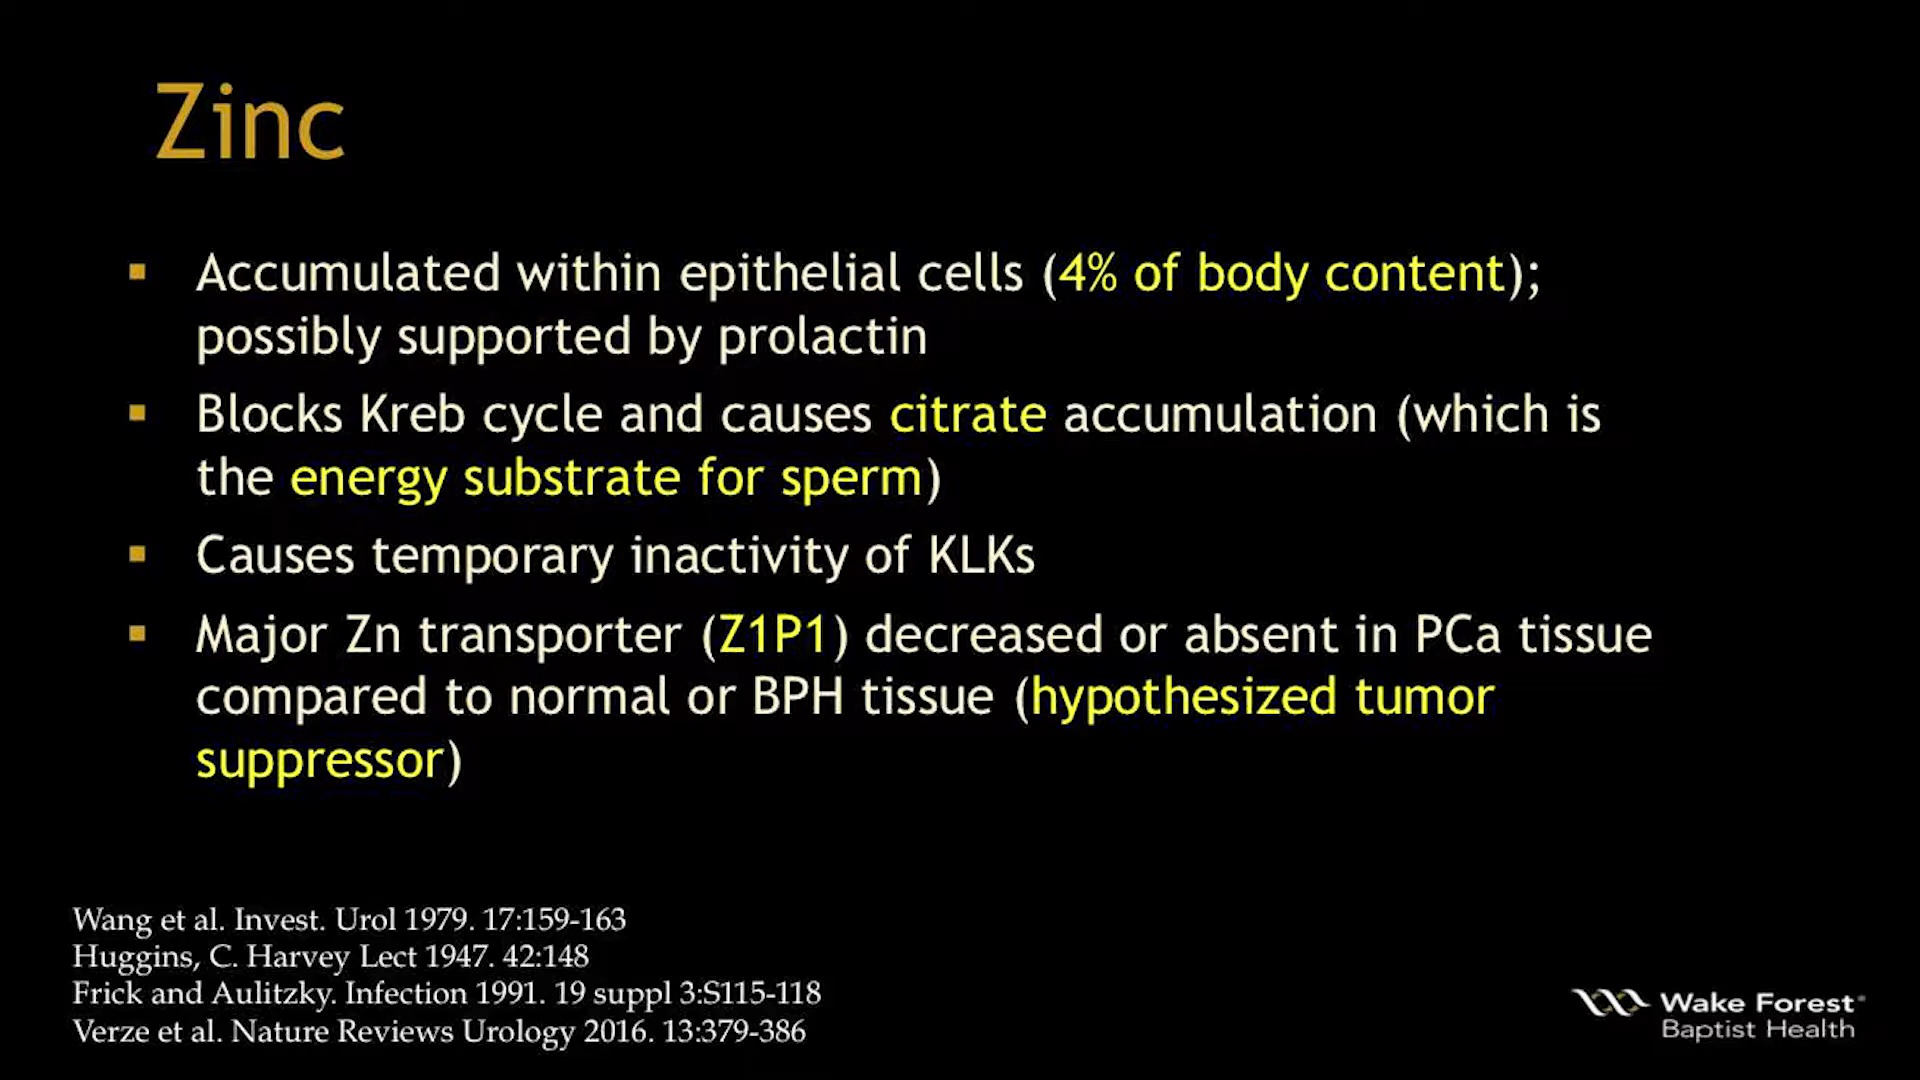 Zinc
▪ Accumulated within epithelial cells (4% of body content);
possibly supported by prolactin
▪ Blocks Kreb cycle and causes citrate accumulation (which is
the energy substrate for sperm)
▪ Causes temporary inactivity of KLKs
▪ Major Zn transporter (Z1P1) decreased or absent in PCa tissue
compared to normal or BPH tissue (hypothesized tumor
suppressor)
Wang et al. Invest. Urol 1979. 17:159-163
Huggins, C. Harvey Lect 1947. 42:148
Frick and Aulitzky. Infection 1991. 19 suppl 3:S115-118
Verze et al. Nature Reviews Urology 2016. 13:379-386
Wake Forest®
Baptist Health